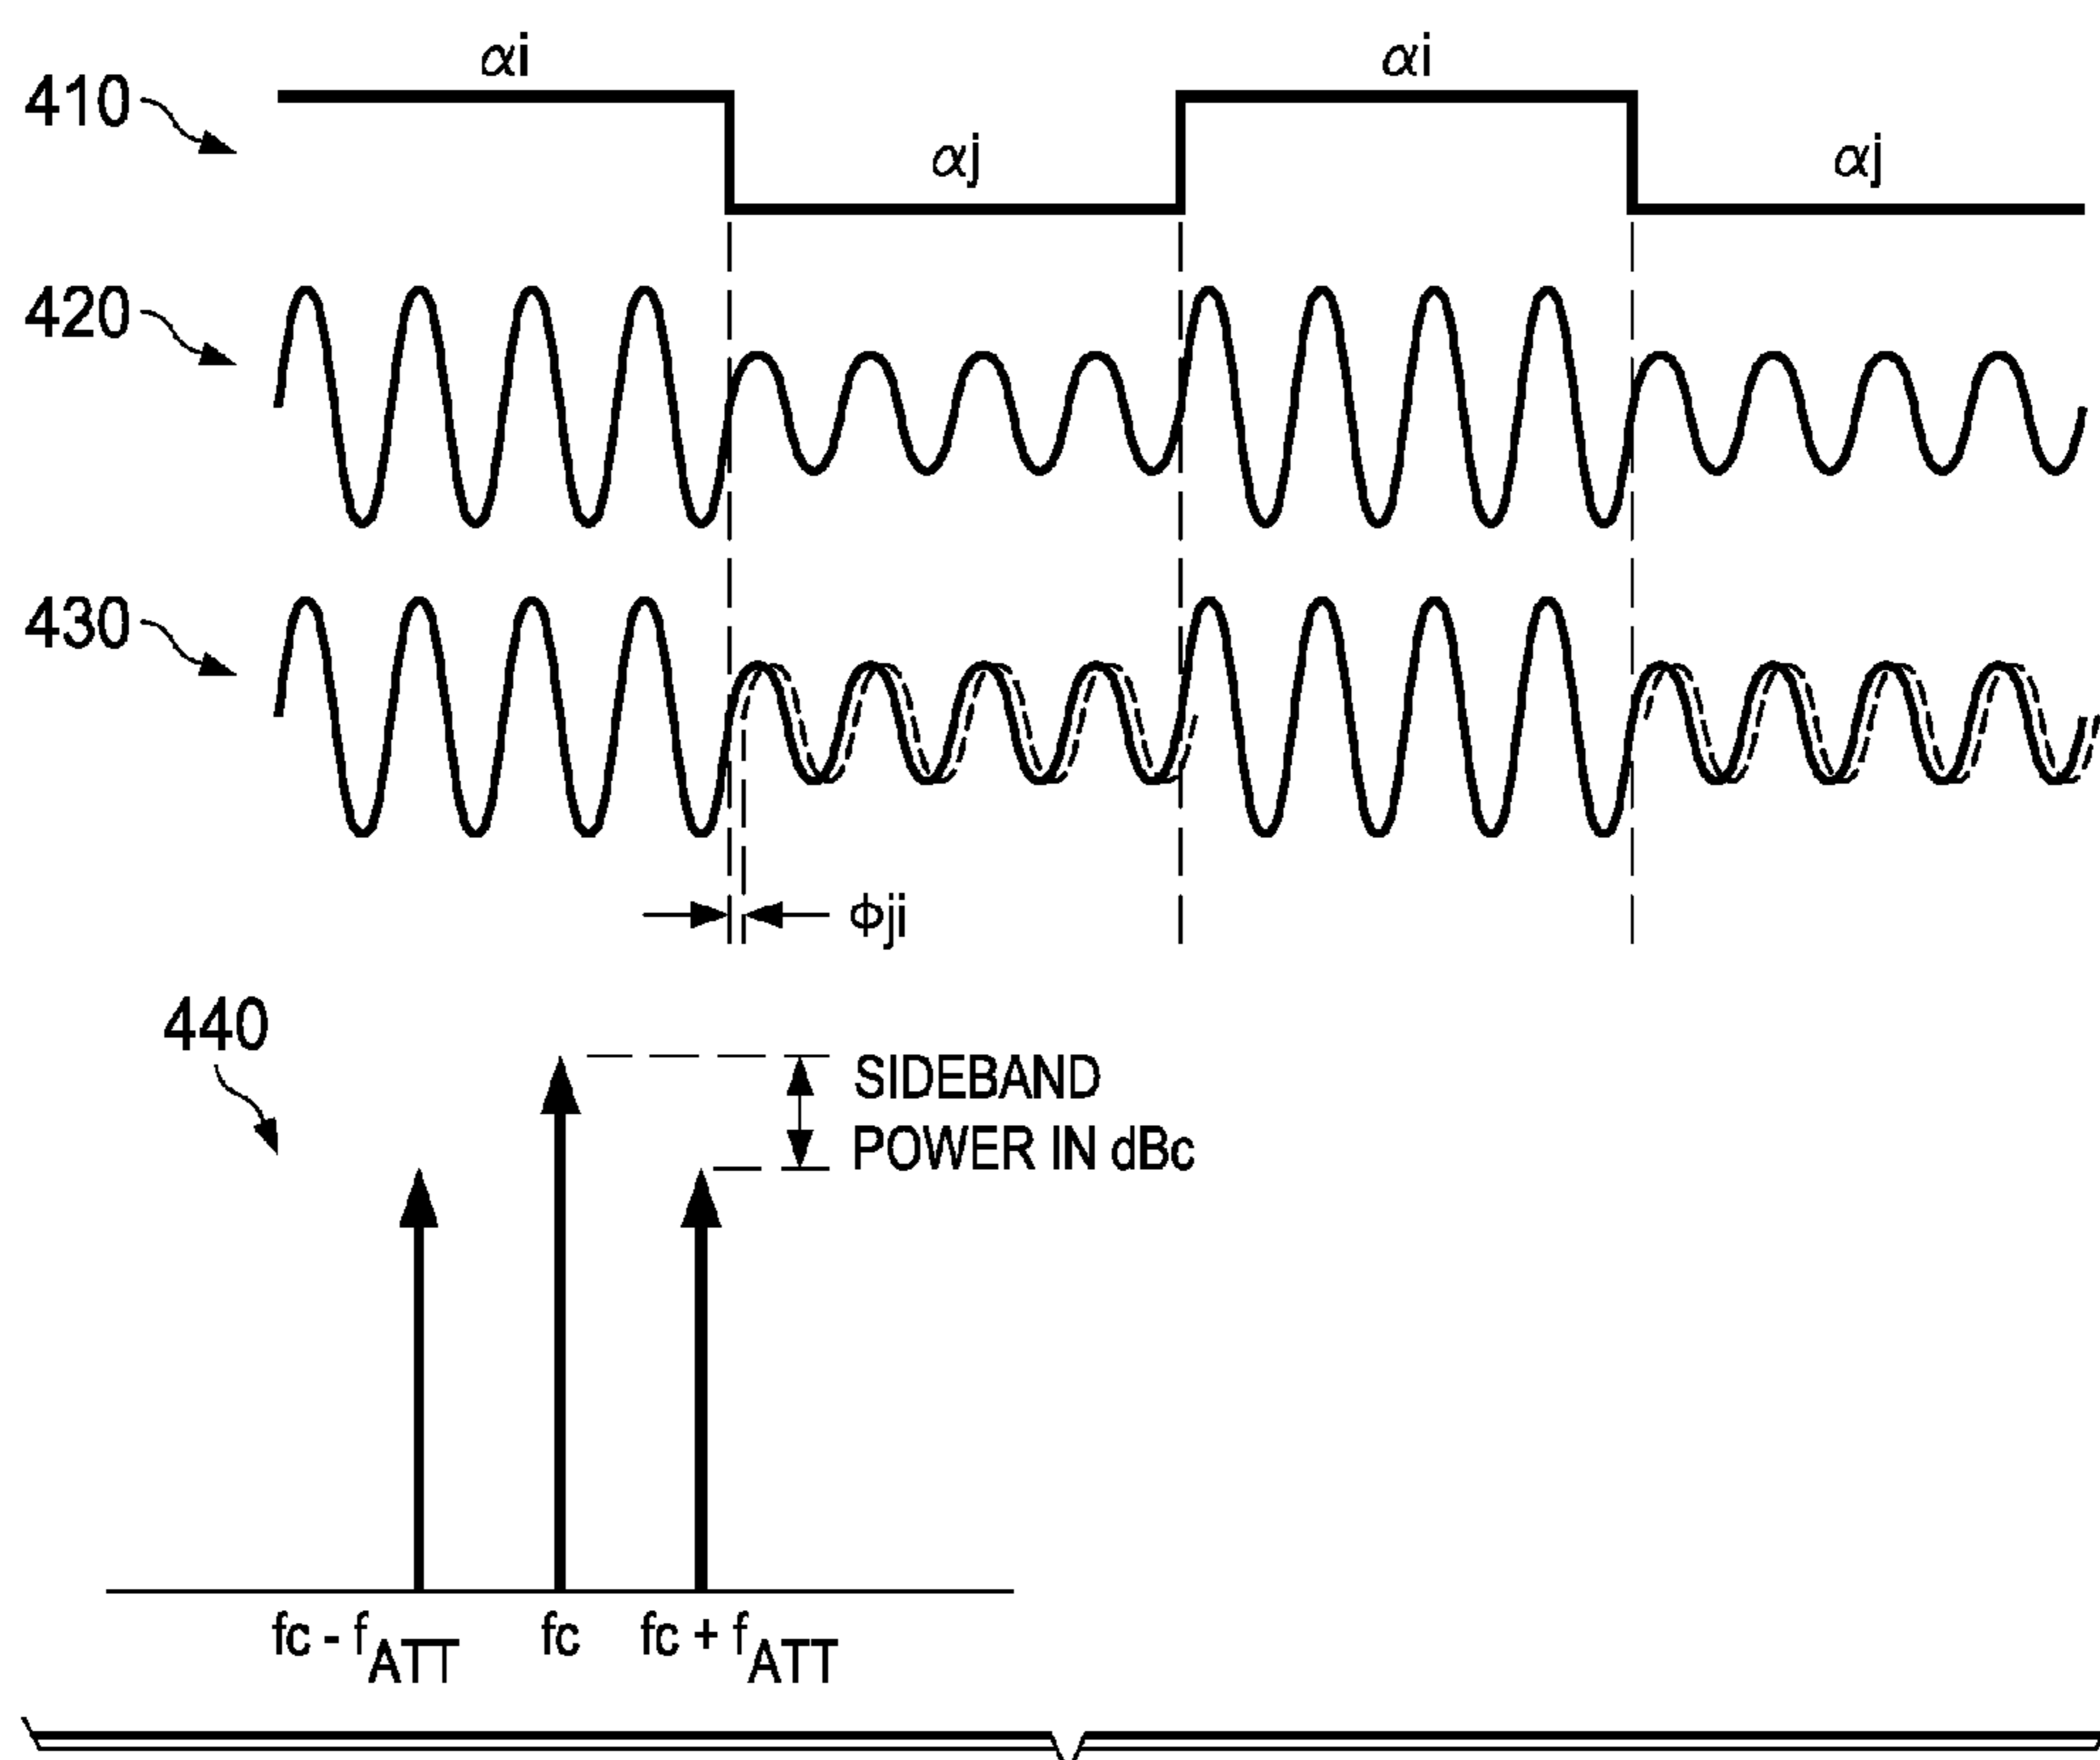 αi αi
410
αj αj
420
430
Φji
440
SIDEBAND
POWER IN dBc
fc - fATT fc fc + fATT